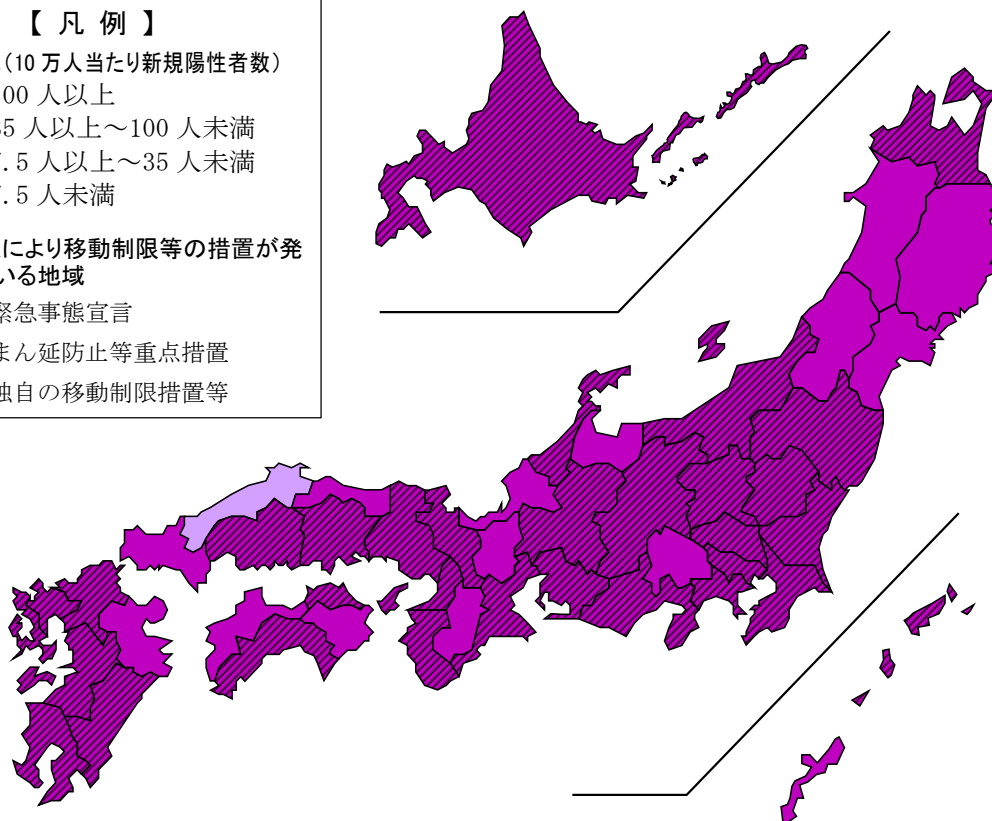 【 凡 例 】
(10 万人当たり新規陽性者数)
00 人以上
5 人以上～100 人未満
.5 人以上～35 人未満
.5 人未満
により移動制限等の措置が発
いる地域
緊急事態宣言
まん延防止等重点措置
独自の移動制限措置等